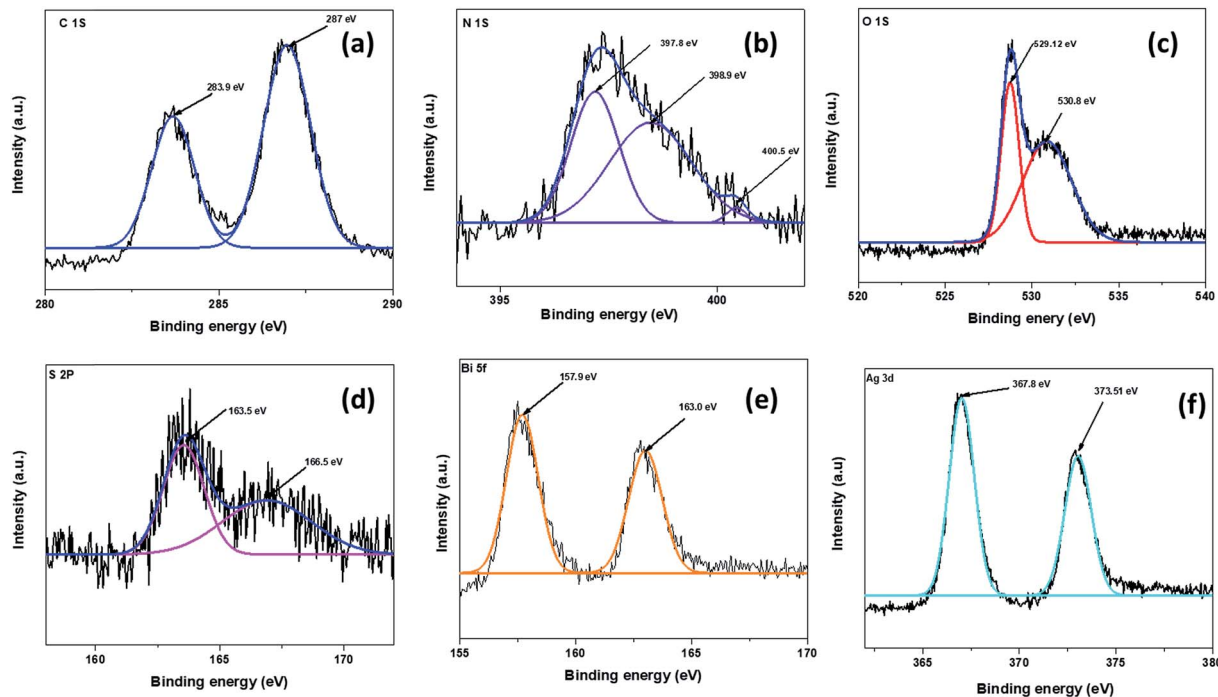 C 1S
(a)
287 eV
283.9 eV
Intensity (a.u.)
280 285 290
Binding energy (eV)
N 1S
(b)
397.8 eV
398.9 eV
400.5 eV
Intensity (a.u.)
395 400
Binding energy (eV)
O 1S
(c)
529.12 eV
530.8 eV
Intensity (a.u.)
520 525 530 535 540
Binding enery (eV)
S 2P
(d)
163.5 eV
166.5 eV
Intensity (a.u.)
160 165 170
Binding energy (eV)
Bi 5f
(e)
157.9 eV
163.0 eV
Intensity (a.u.)
155 160 165 170
Binding energy (eV)
Ag 3d
(f)
367.8 eV
373.51 eV
Intensity (a.u)
365 370 375 380
Binding energy (eV)